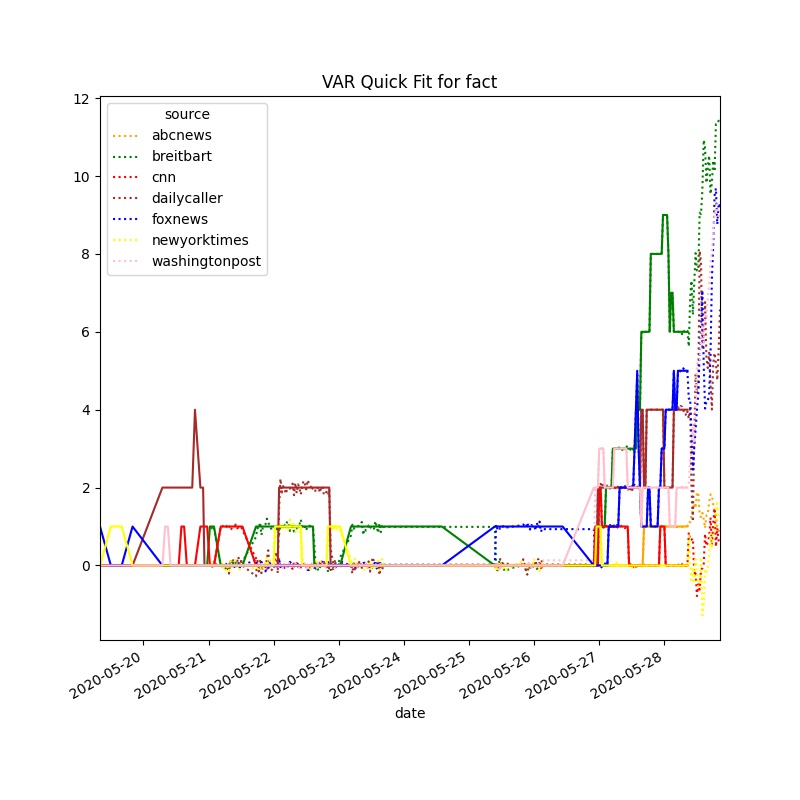 VAR Quick Fit for fact
12
10
8
6
4
2
0
source
abcnews
breitbart
cnn
dailycaller
foxnews
newyorktimes
washingtonpost
2020-05-20
2020-05-21
2020-05-22
2020-05-23
2020-05-24
2020-05-25
2020-05-26
2020-05-27
2020-05-28
date